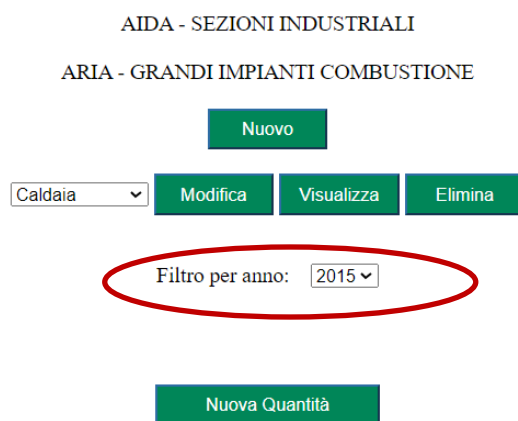 AIDA - SEZIONI INDUSTRIALI
ARIA - GRANDI IMPIANTI COMBUSTIONE
Nuovo
Caldaia Modifica Visualizza Elimina
Filtro per anno: 2015
Nuova Quantità